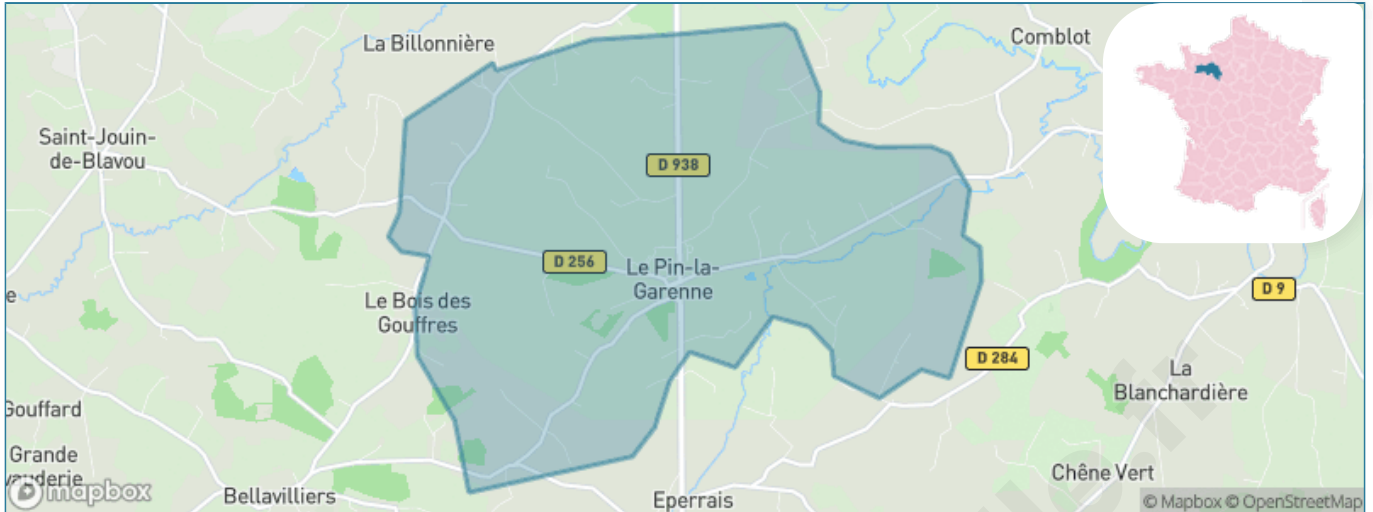 La Billonnière
Comblot
Saint-Jouin-
de-Blavou
D 938
D 256
Le Pin-la-
Garenne
e
D 9
Le Bois des
Gouffres
D 284
La
Blanchardière
Gouffard
Grande
vauderie
Chêne Vert
mapbox
Bellavilliers
Eperrais
© Mapbox © OpenStreetMap